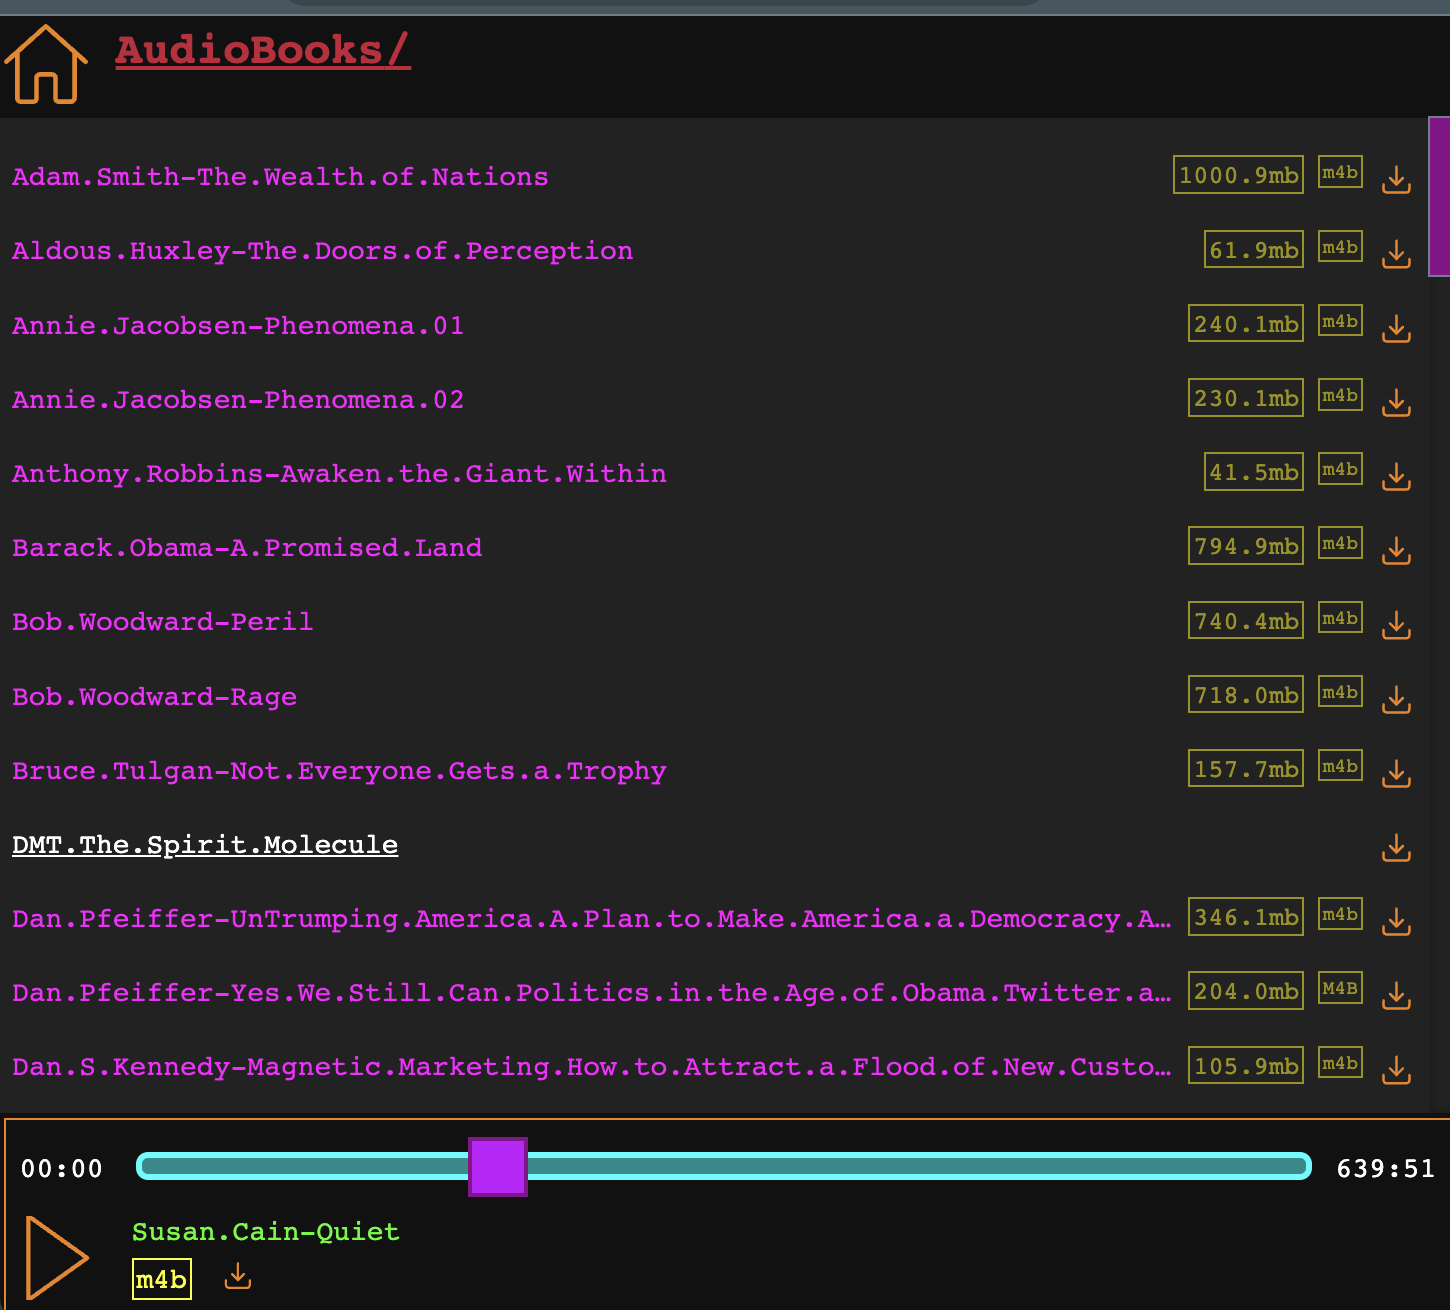 AudioBooks/
Adam.Smith-The.Wealth.of.Nations 1000.9mb m4b
Aldous.Huxley-The.Doors.of.Perception 61.9mb m4b
Annie.Jacobsen-Phenomena.01 240.1mb m4b
Annie.Jacobsen-Phenomena.02 230.1mb m4b
Anthony.Robbins-Awaken.the.Giant.Within 41.5mb m4b
Barack.Obama-A.Promised.Land 794.9mb m4b
Bob.Woodward-Peril 740.4mb m4b
Bob.Woodward-Rage 718.0mb m4b
Bruce.Tulgan-Not.Everyone.Gets.a.Trophy 157.7mb m4b
DMT.The.Spirit.Molecule
Dan.Pfeiffer-UnTrumping.America.A.Plan.to.Make.America.a.Democracy.A… 346.1mb m4b
Dan.Pfeiffer-Yes.We.Still.Can.Politics.in.the.Age.of.Obama.Twitter.a… 204.0mb M4B
Dan.S.Kennedy-Magnetic.Marketing.How.to.Attract.a.Flood.of.New.Custo… 105.9mb m4b
00:00 639:51
Susan.Cain-Quiet
m4b